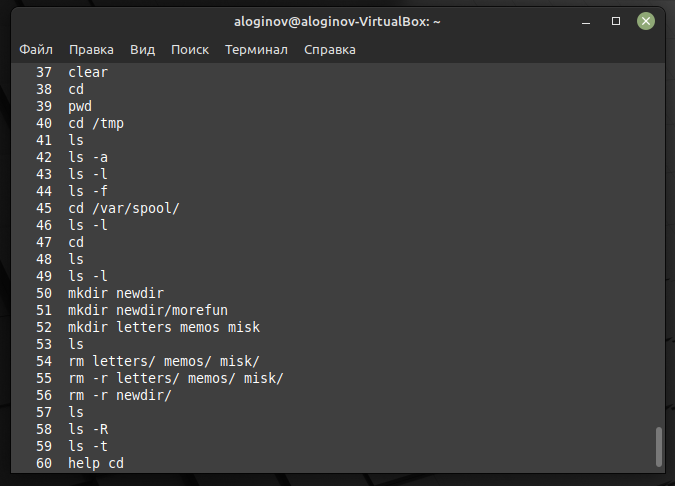 aloginov@aloginov-VirtualBox: ~
Файл Правка Вид Поиск Терминал Справка
37 clear
38 cd
39 pwd
40 cd /tmp
41 ls
42 ls -a
43 ls -l
44 ls -f
45 cd /var/spool/
46 ls -l
47 cd
48 ls
49 ls -l
50 mkdir newdir
51 mkdir newdir/morefun
52 mkdir letters memos misk
53 ls
54 rm letters/ memos/ misk/
55 rm -r letters/ memos/ misk/
56 rm -r newdir/
57 ls
58 ls -R
59 ls -t
60 help cd